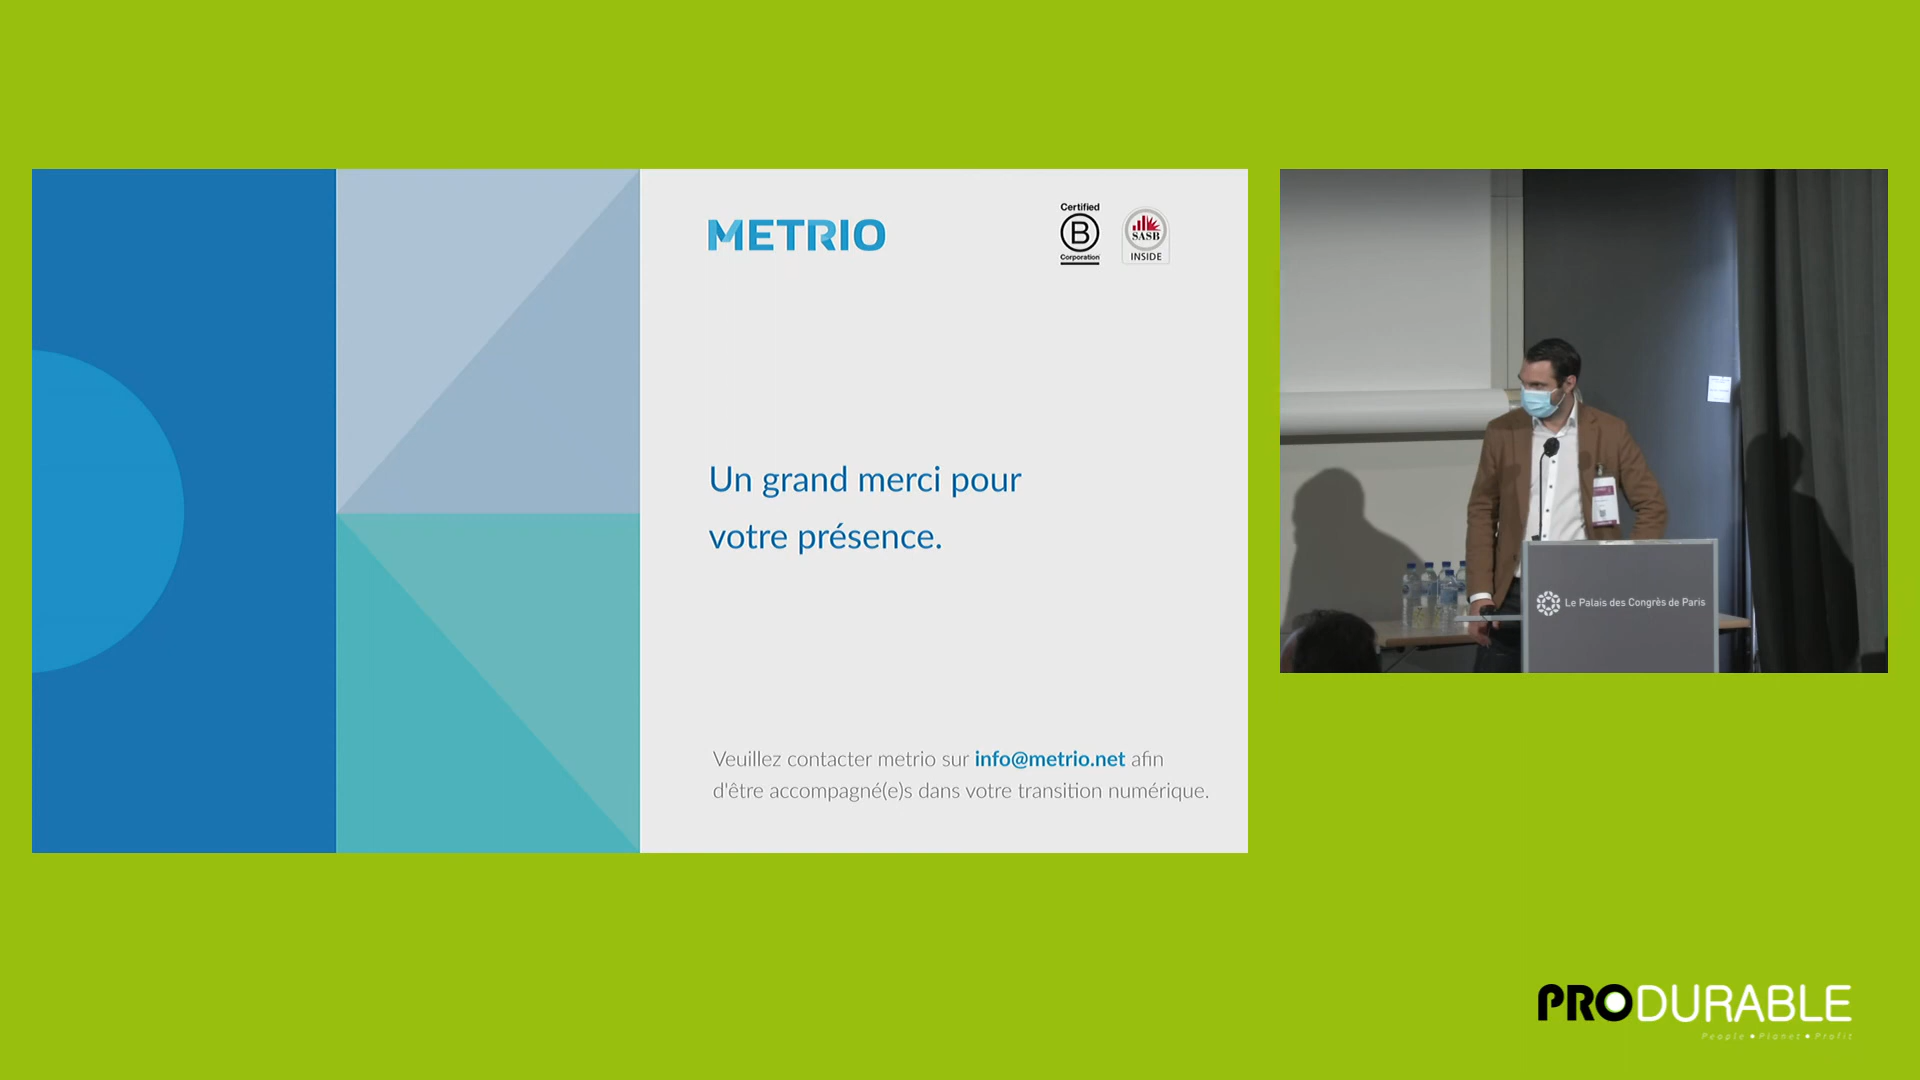 METRIO
Certified
B
Corporation
SASB
INSIDE
Un grand merci pour
votre présence.
Veuillez contacter metrio sur info@metrio.net afin
d'être accompagné(e)s dans votre transition numérique.
Le Palais des Congrès de Paris
PRODURABLE
People • Planet • Profit